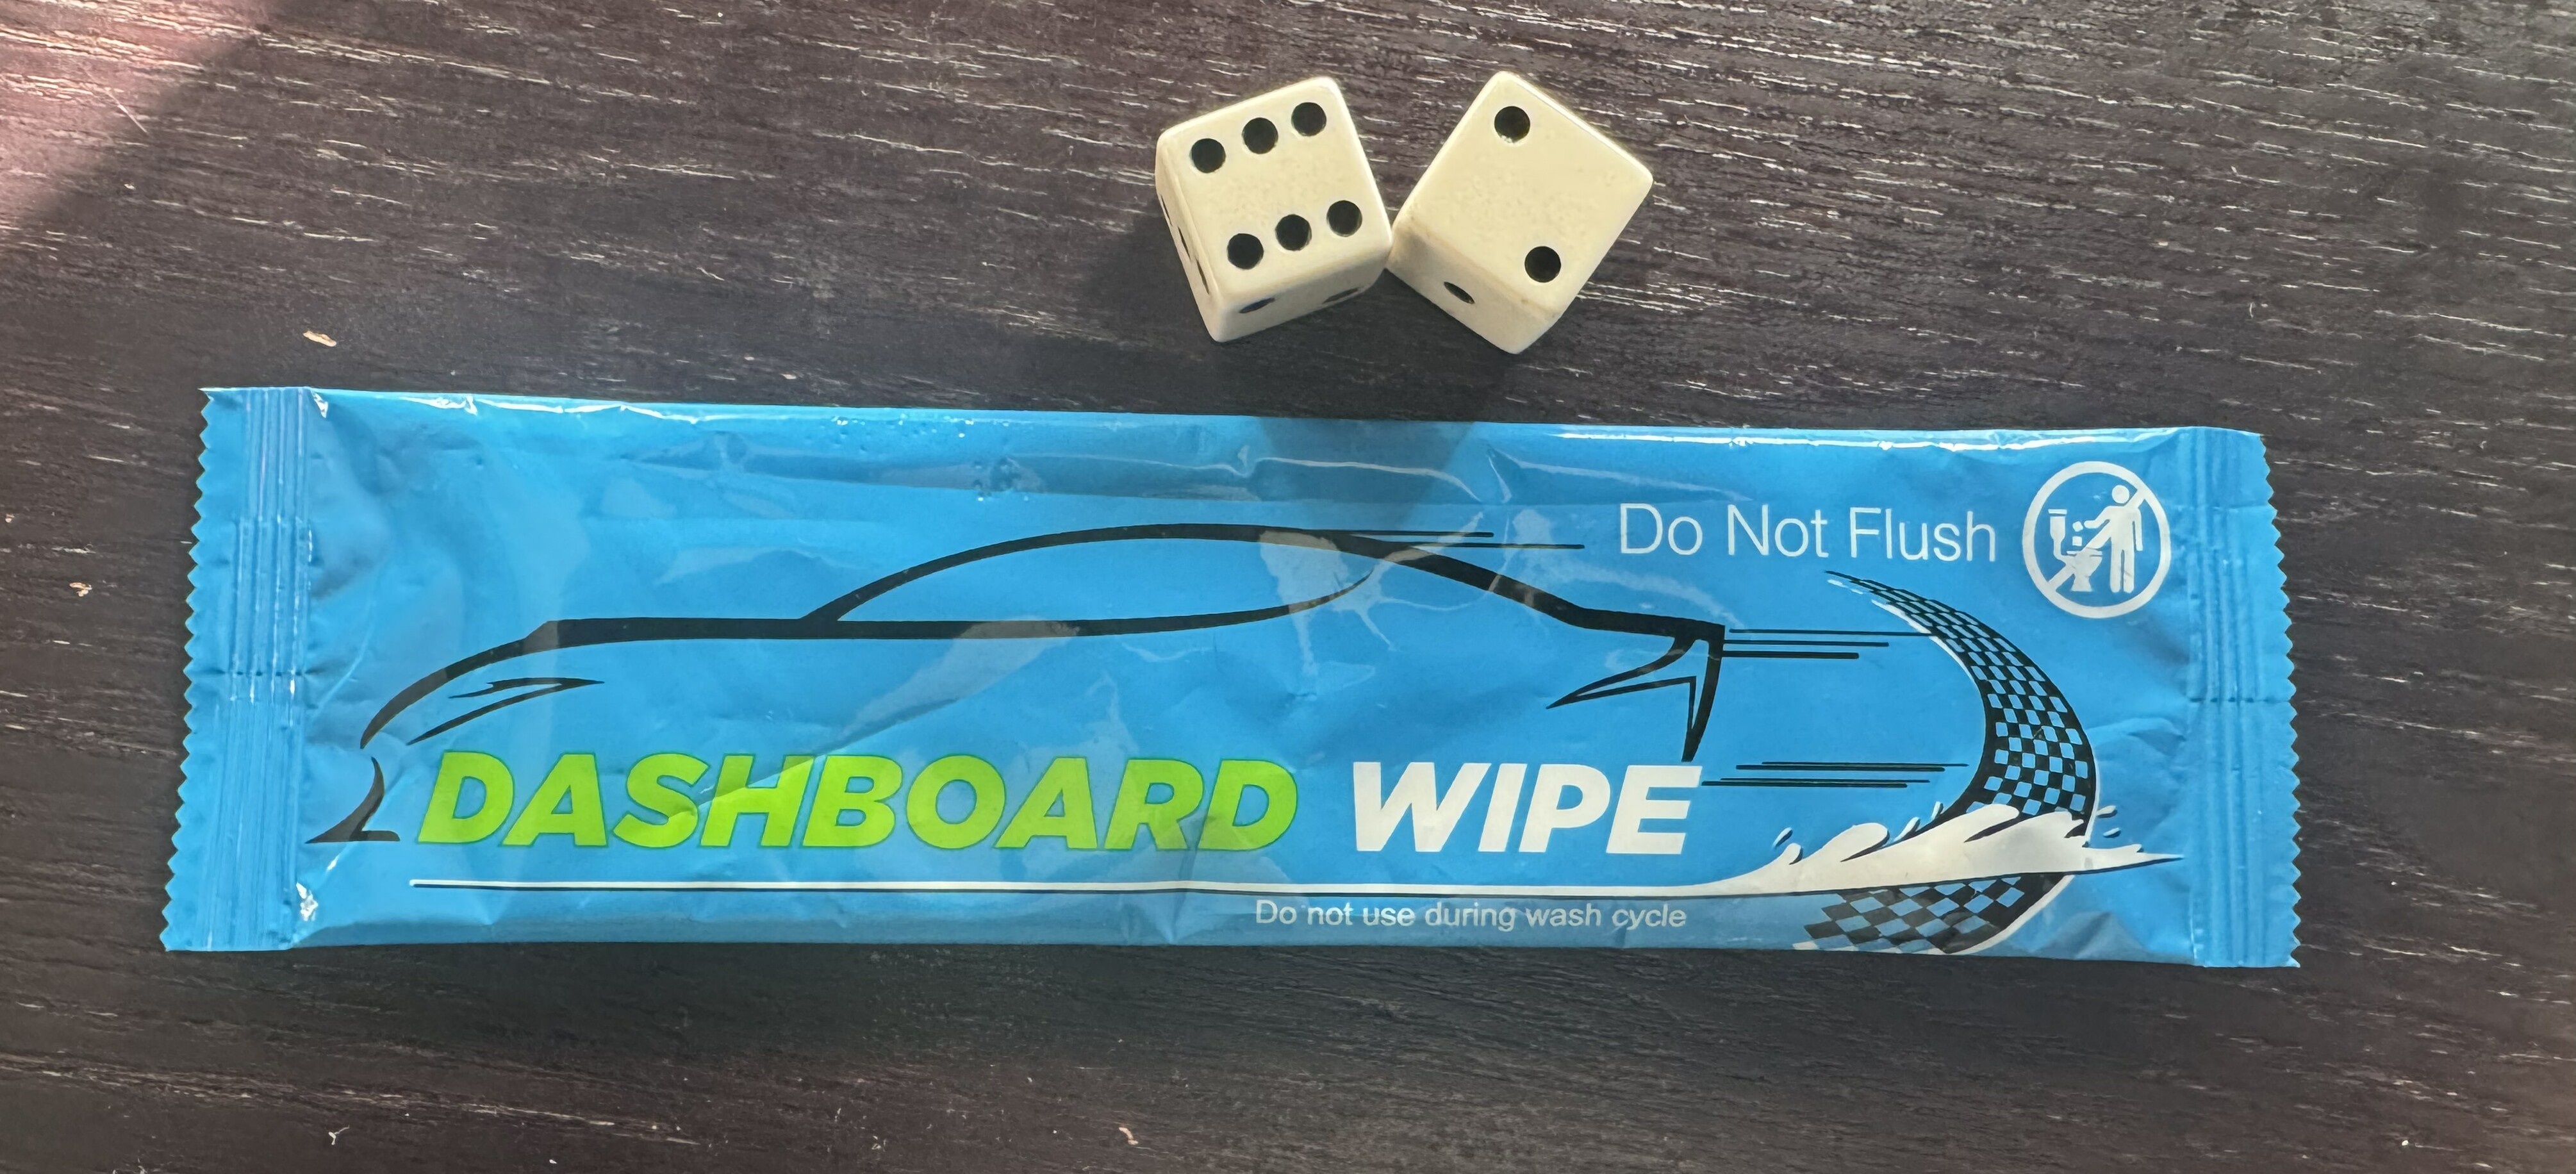 Do Not Flush
DASHBOARD WIPE
Do not use during wash cycle